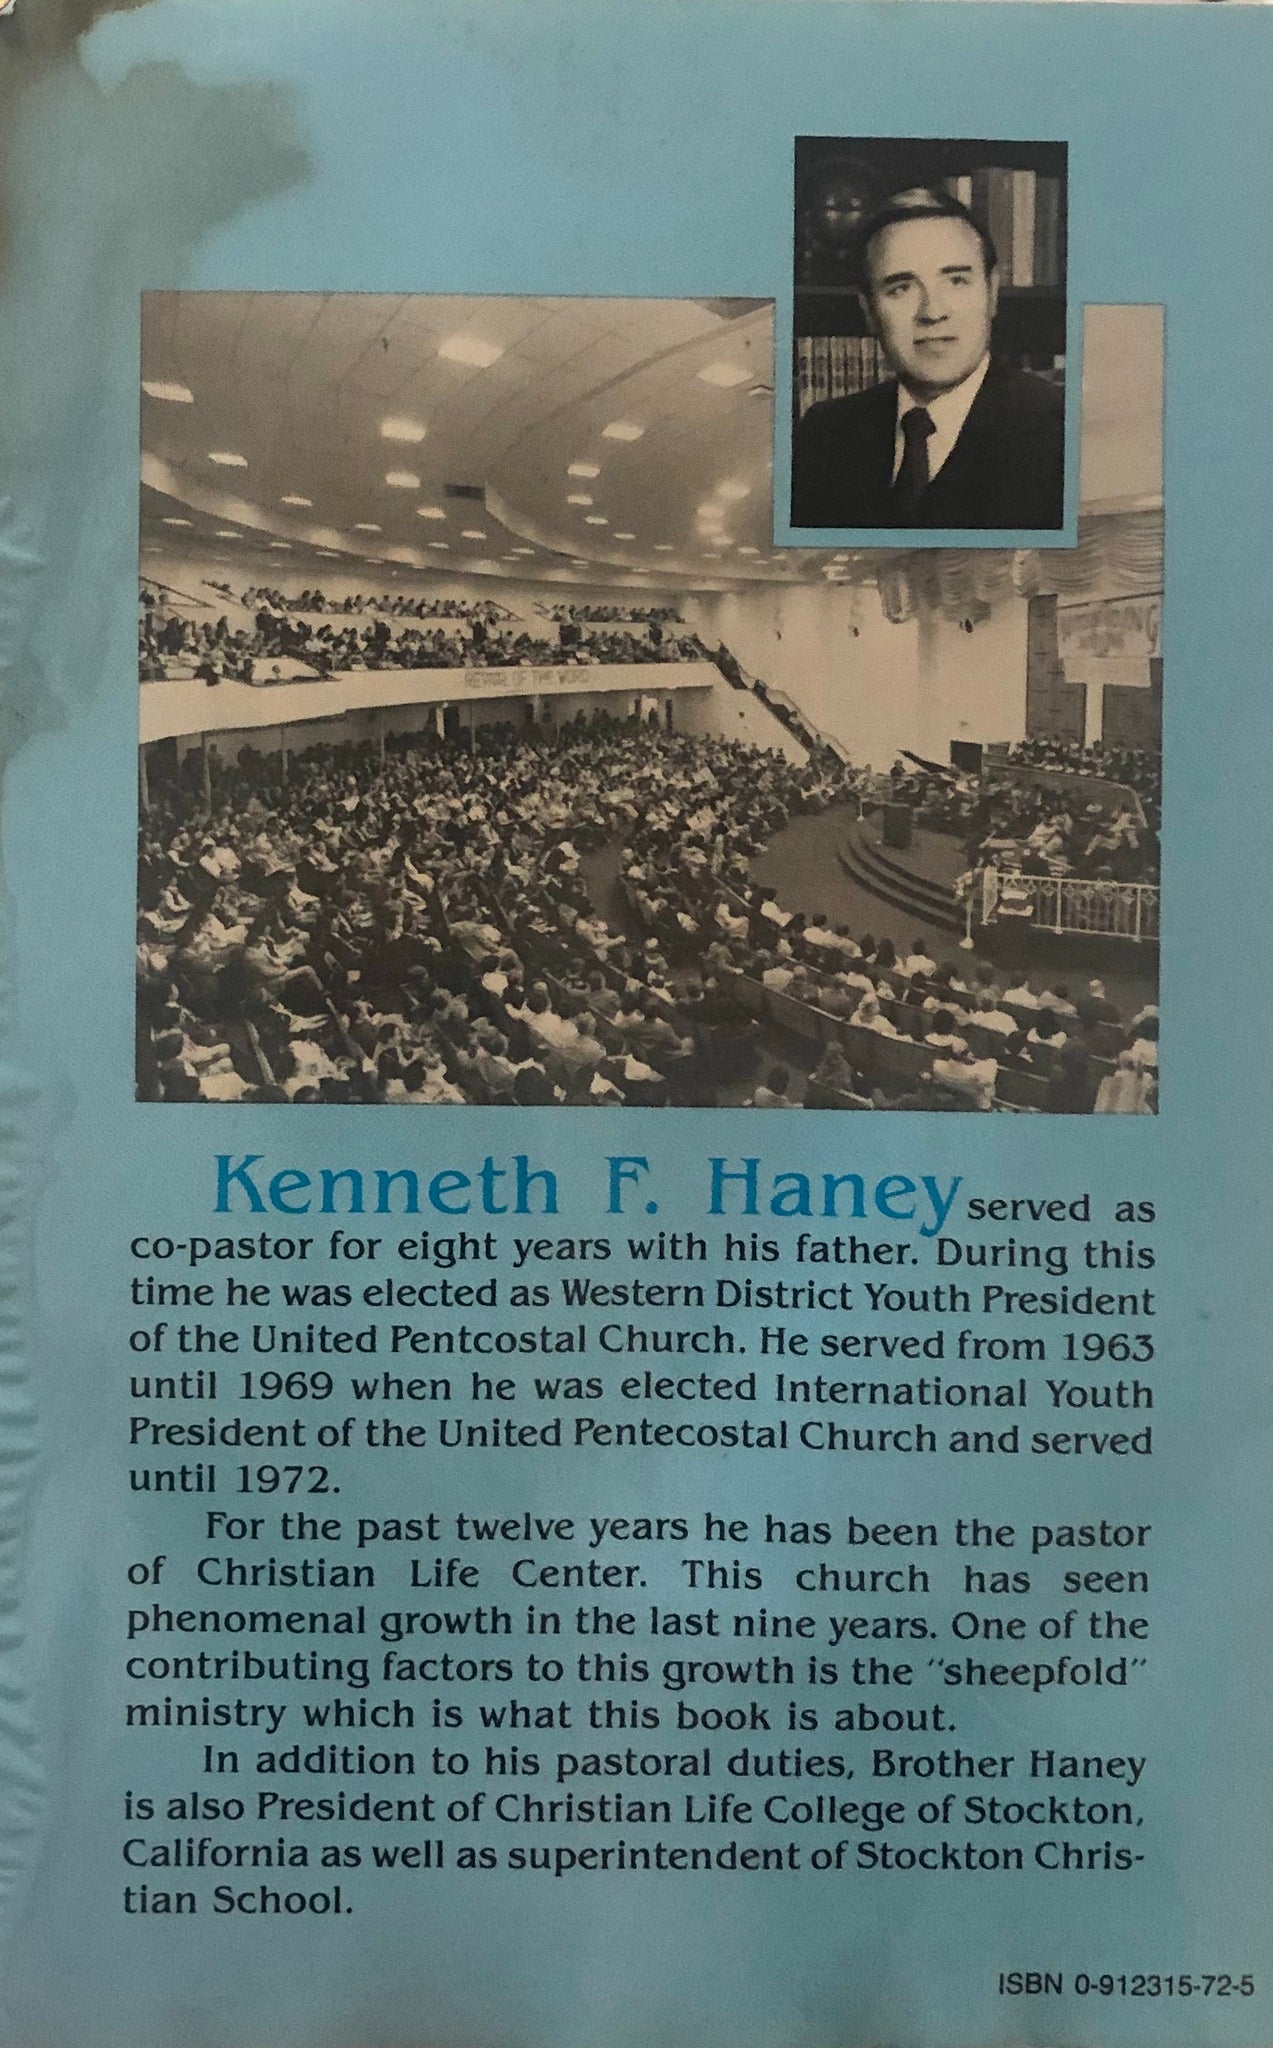 REVIVAL OF THE WORD
Kenneth F. Haney served as
co-pastor for eight years with his father. During this
time he was elected as Western District Youth President
of the United Pentcostal Church. He served from 1963
until 1969 when he was elected International Youth
President of the United Pentecostal Church and served
until 1972.
For the past twelve years he has been the pastor
of Christian Life Center. This church has seen
phenomenal growth in the last nine years. One of the
contributing factors to this growth is the "sheepfold"
ministry which is what this book is about.
In addition to his pastoral duties, Brother Haney
is also President of Christian Life College of Stockton,
California as well as superintendent of Stockton Chris-
tian School.
ISBN 0-912315-72-5